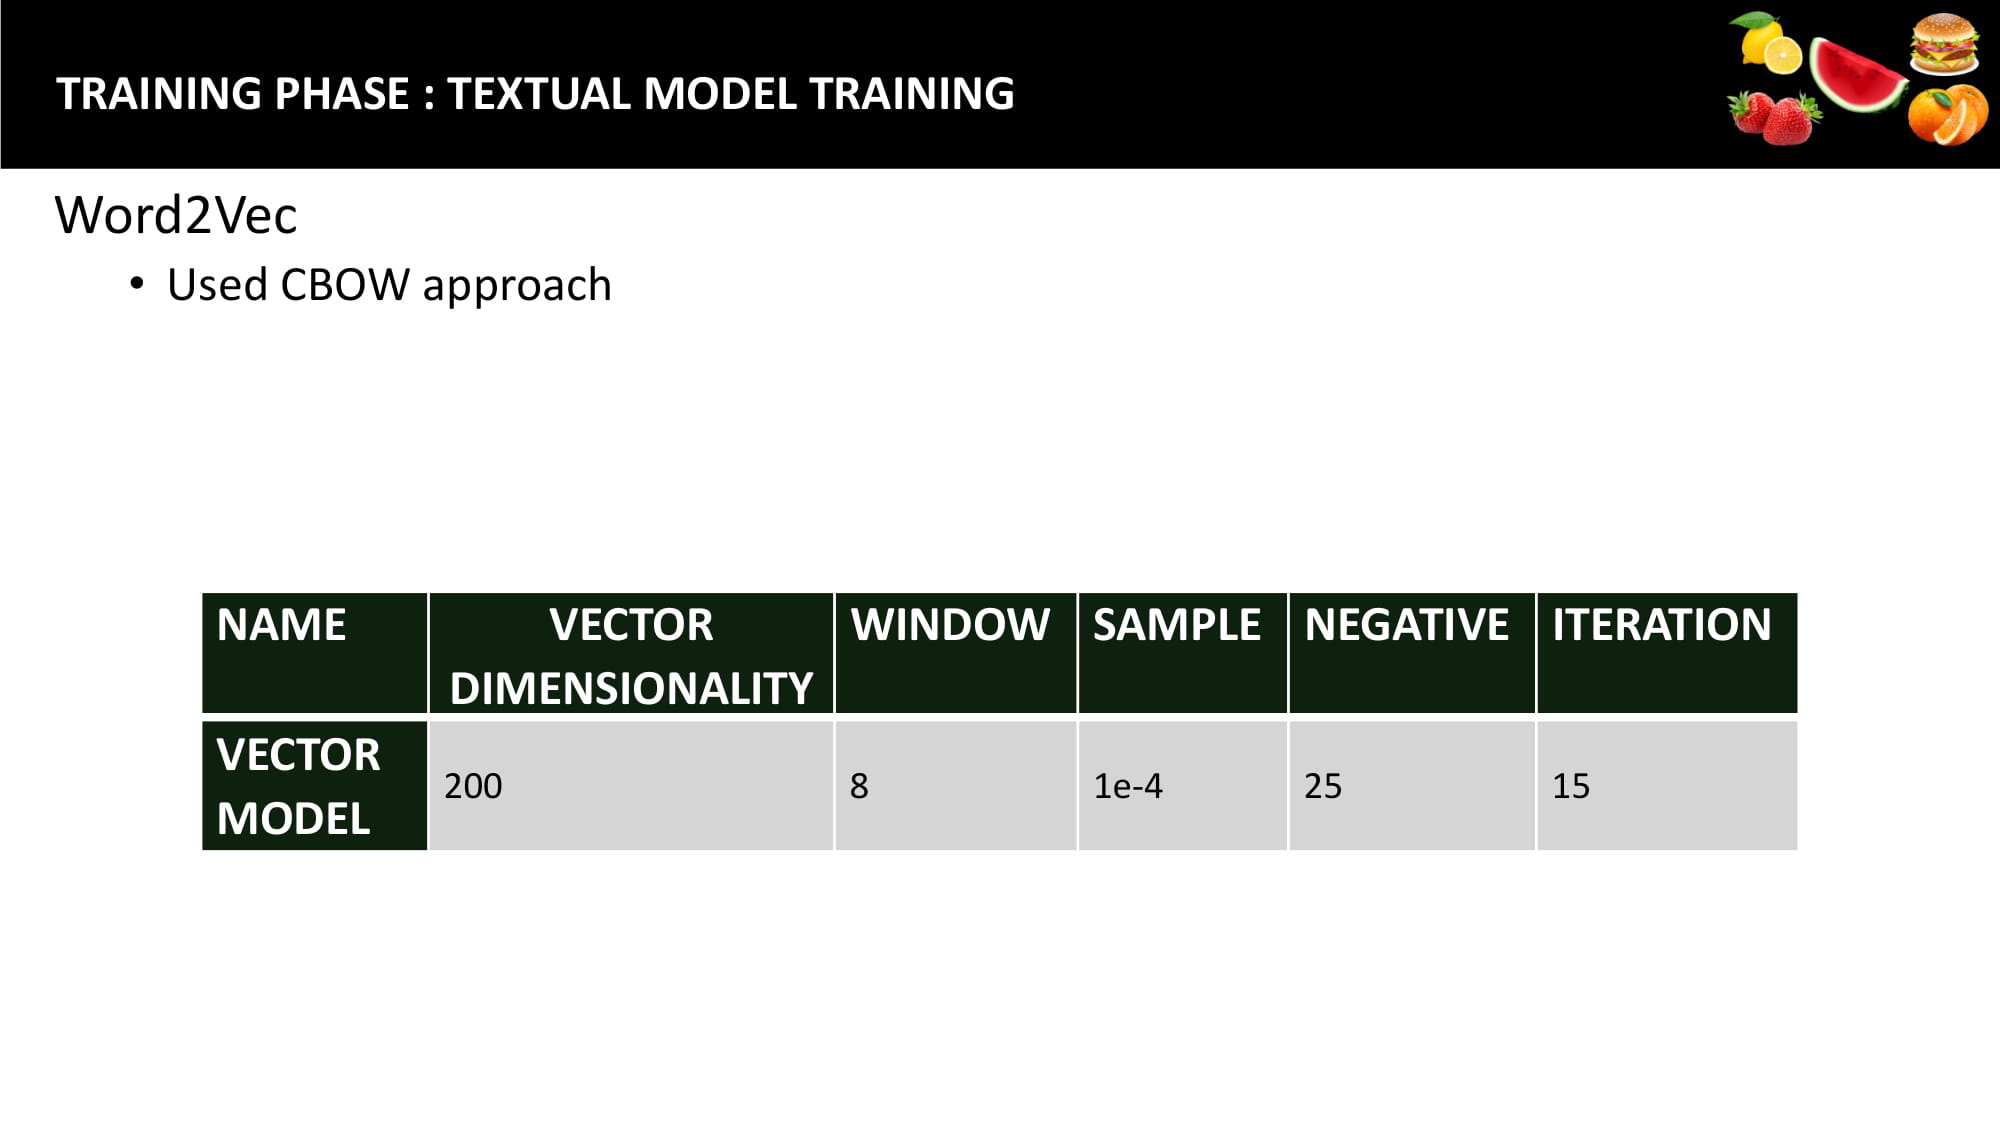 TRAINING PHASE : TEXTUAL MODEL TRAINING
Word2Vec
• Used CBOW approach
NAME VECTOR DIMENSIONALITY WINDOW SAMPLE NEGATIVE ITERATION
VECTOR MODEL 200 8 1e-4 25 15